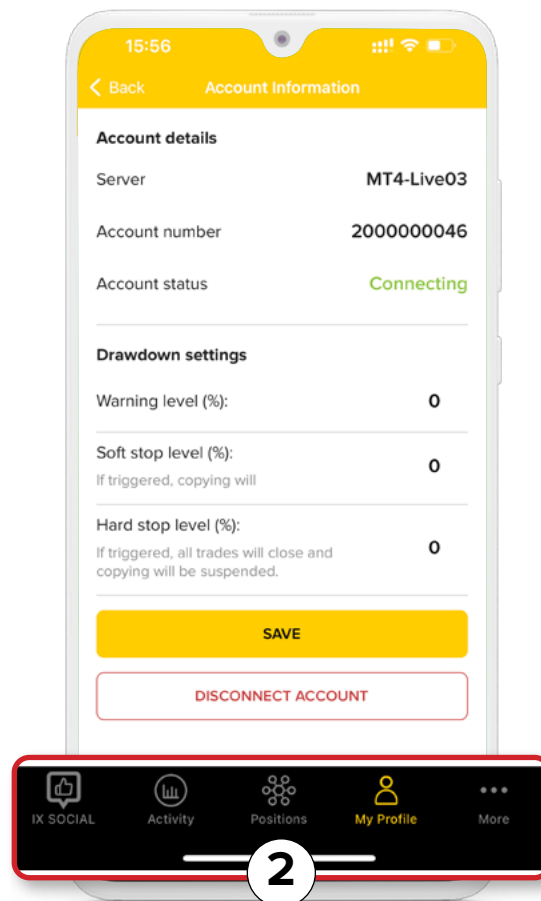 15:56
Back Account Information
Account details
Server MT4-Live03
Account number 2000000046
Account status Connecting
Drawdown settings
Warning level (%): 0
Soft stop level (%): 0
If triggered, copying will
Hard stop level (%): 0
If triggered, all trades will close and
copying will be suspended.
SAVE
DISCONNECT ACCOUNT
IX SOCIAL Activity Positions My Profile More
2